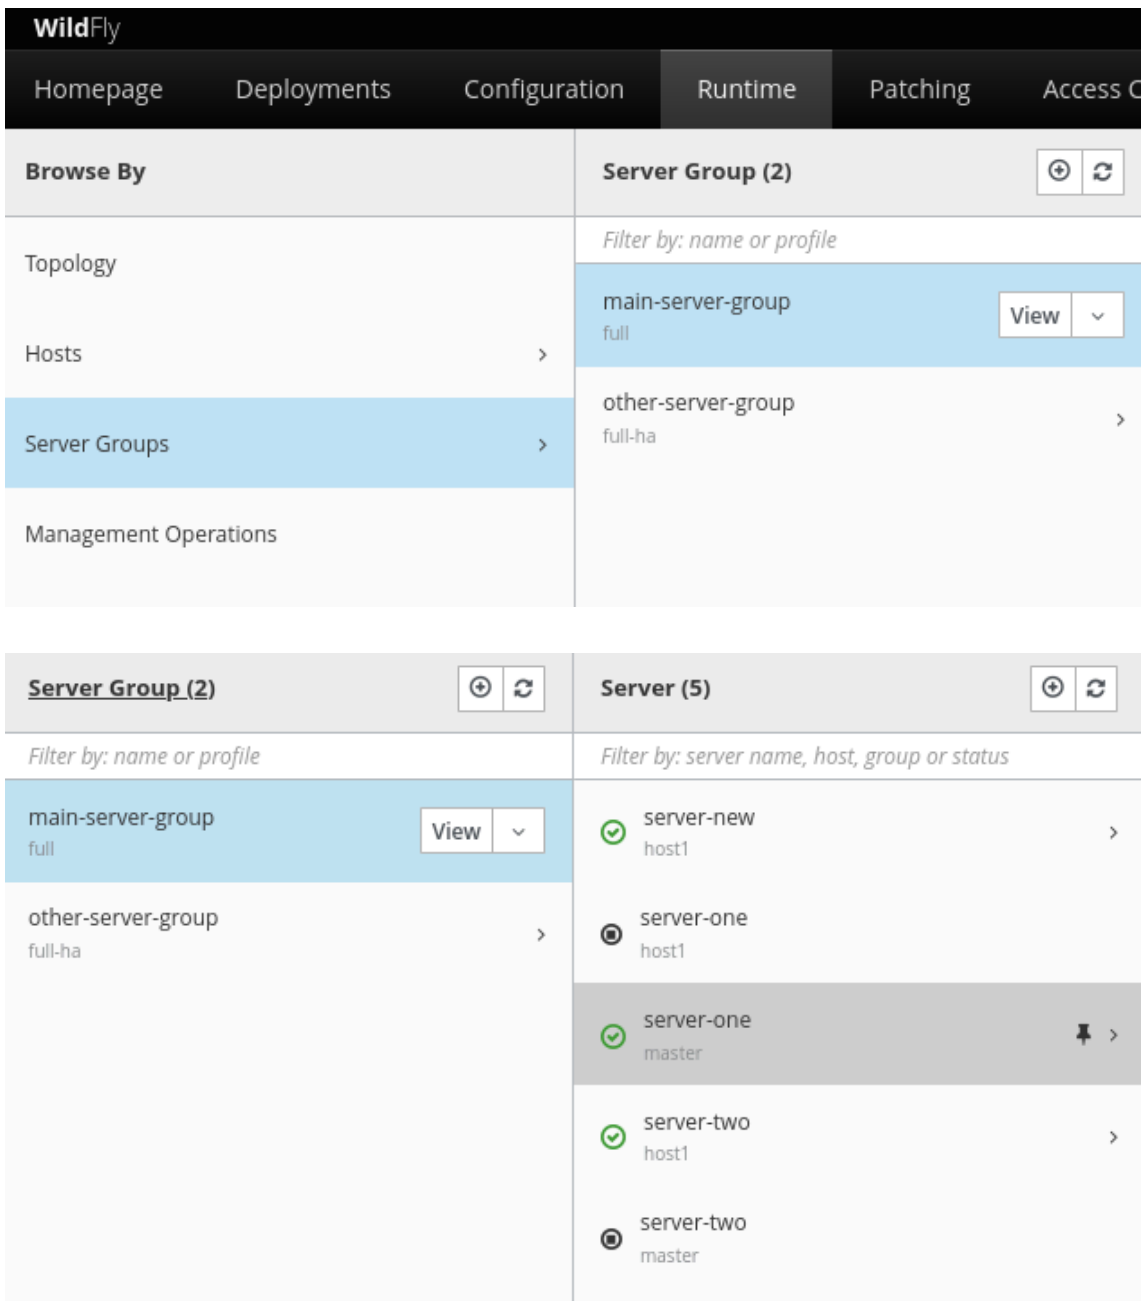 WildFly
Homepage Deployments Configuration Runtime Patching Access C
Browse By
Topology
Hosts
Server Groups
Management Operations
Server Group (2)
Filter by: name or profile
main-server-group
full
View
other-server-group
full-ha
Server Group (2)
Filter by: name or profile
main-server-group
full
View
other-server-group
full-ha
Server (5)
Filter by: server name, host, group or status
server-new
host1
server-one
host1
server-one
master
server-two
host1
server-two
master